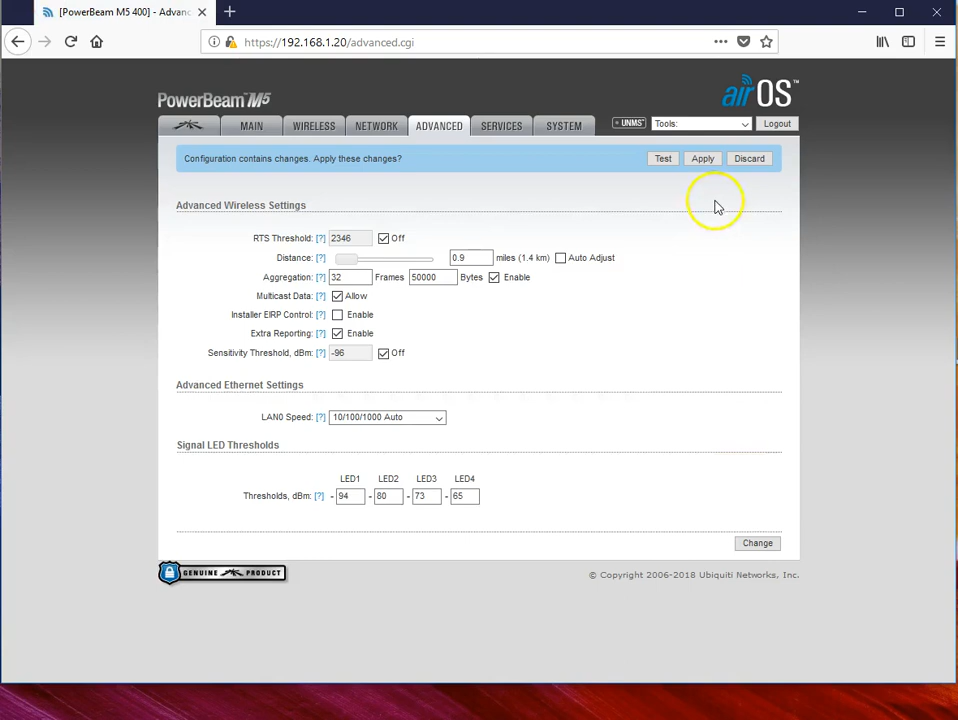 [PowerBeam M5 400] - Advanc
https://192.168.1.20/advanced.cgi
PowerBeam™ M5
airOS™
MAIN WIRELESS NETWORK ADVANCED SERVICES SYSTEM UNMS Tools: Logout
Configuration contains changes. Apply these changes? Test Apply Discard
Advanced Wireless Settings
RTS Threshold: [?] 2346 Off
Distance: [?] 0.9 miles (1.4 km) Auto Adjust
Aggregation: [?] 32 Frames 50000 Bytes Enable
Multicast Data: [?] Allow
Installer EIRP Control: [?] Enable
Extra Reporting: [?] Enable
Sensitivity Threshold, dBm: [?] -96 Off
Advanced Ethernet Settings
LAN0 Speed: [?] 10/100/1000 Auto
Signal LED Thresholds
LED1 LED2 LED3 LED4
Thresholds, dBm: [?] - 94 - 80 - 73 - 65
Change
GENUINE PRODUCT
© Copyright 2006-2018 Ubiquiti Networks, Inc.